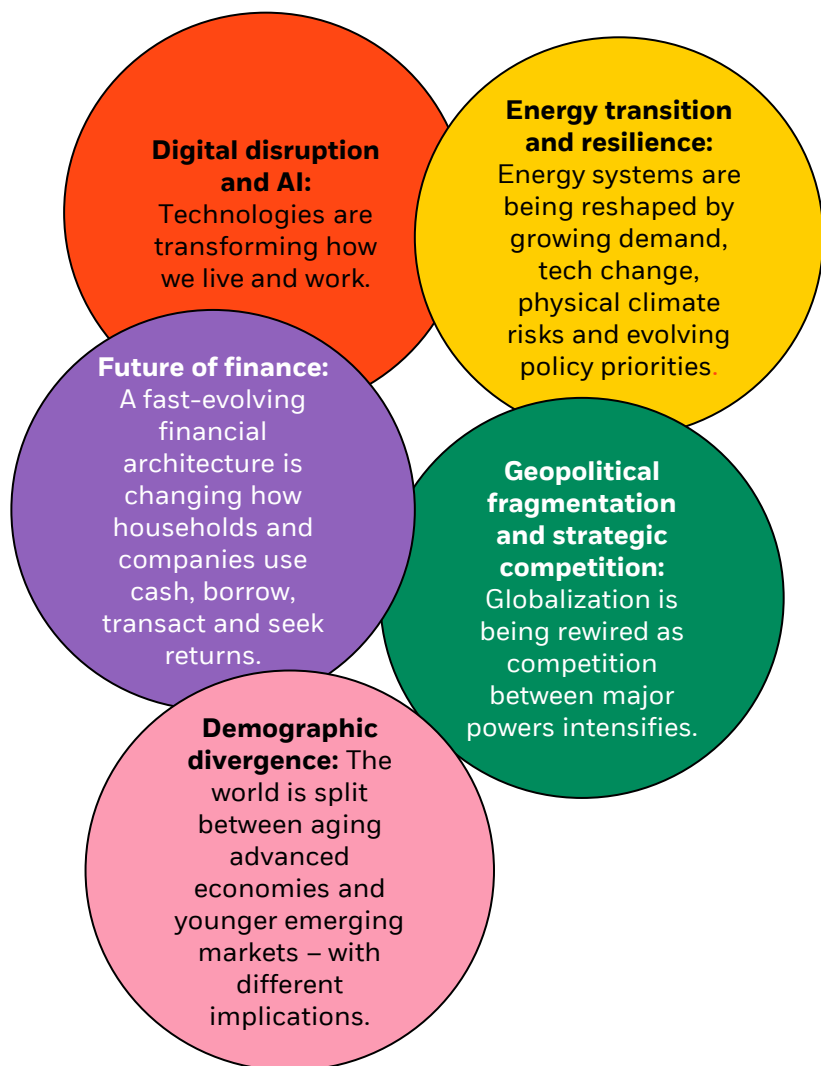 Digital disruption
and AI:
Technologies are
transforming how
we live and work.
Energy transition
and resilience:
Energy systems are
being reshaped by
growing demand,
tech change,
physical climate
risks and evolving
policy priorities.
Future of finance:
A fast-evolving
financial
architecture is
changing how
households and
companies use
cash, borrow,
transact and seek
returns.
Geopolitical
fragmentation
and strategic
competition:
Globalization is
being rewired as
competition
between major
powers intensifies.
Demographic
divergence: The
world is split
between aging
advanced
economies and
younger emerging
markets – with
different
implications.